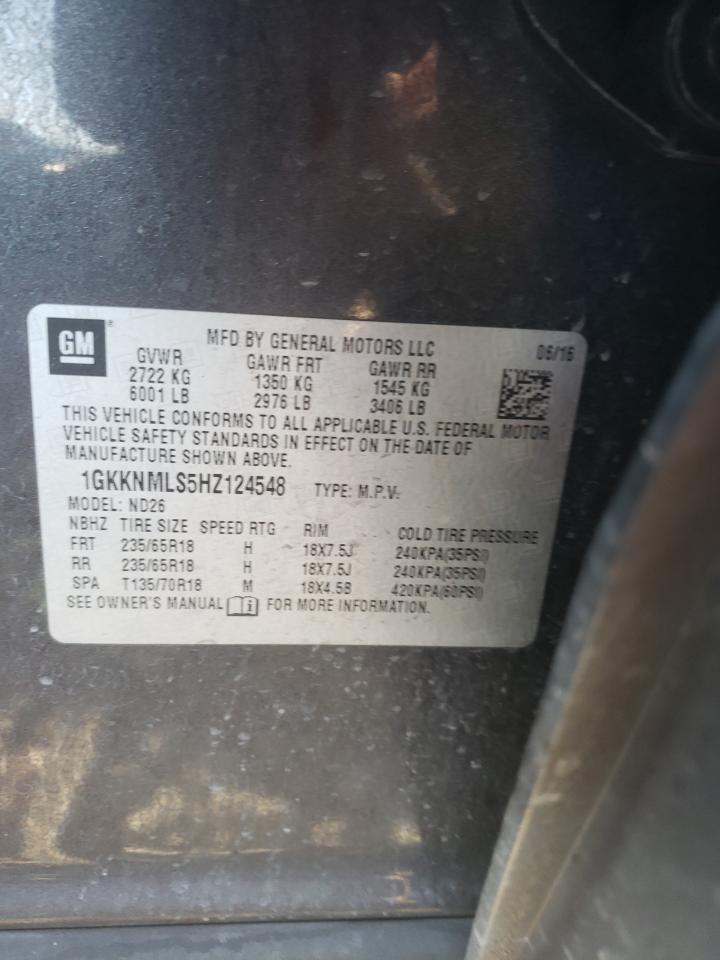 GM®
MFD BY GENERAL MOTORS LLC 06/16
GVWR GAWR FRT GAWR RR
2722 KG 1350 KG 1545 KG
6001 LB 2976 LB 3406 LB
THIS VEHICLE CONFORMS TO ALL APPLICABLE U.S. FEDERAL MOTOR
VEHICLE SAFETY STANDARDS IN EFFECT ON THE DATE OF
MANUFACTURE SHOWN ABOVE.
1GKKNMLS5HZ124548 TYPE: M.P.V.
MODEL: ND26
NBHZ TIRE SIZE SPEED RTG RIM COLD TIRE PRESSURE
FRT 235/65R18 H 18X7.5J 240KPA(35PSI)
RR 235/65R18 H 18X7.5J 240KPA(35PSI)
SPA T135/70R18 M 18X4.5B 420KPA(60PSI)
SEE OWNER'S MANUAL i FOR MORE INFORMATION.